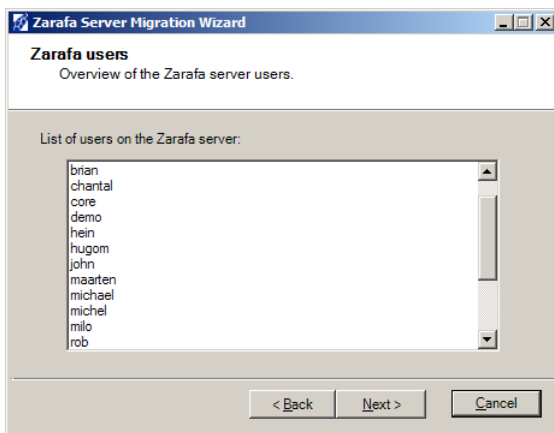 Zarafa Server Migration Wizard
Zarafa users
Overview of the Zarafa server users.
List of users on the Zarafa server:
brian
chantal
core
demo
hein
hugom
john
maarten
michael
michel
milo
rob
< Back
Next >
Cancel